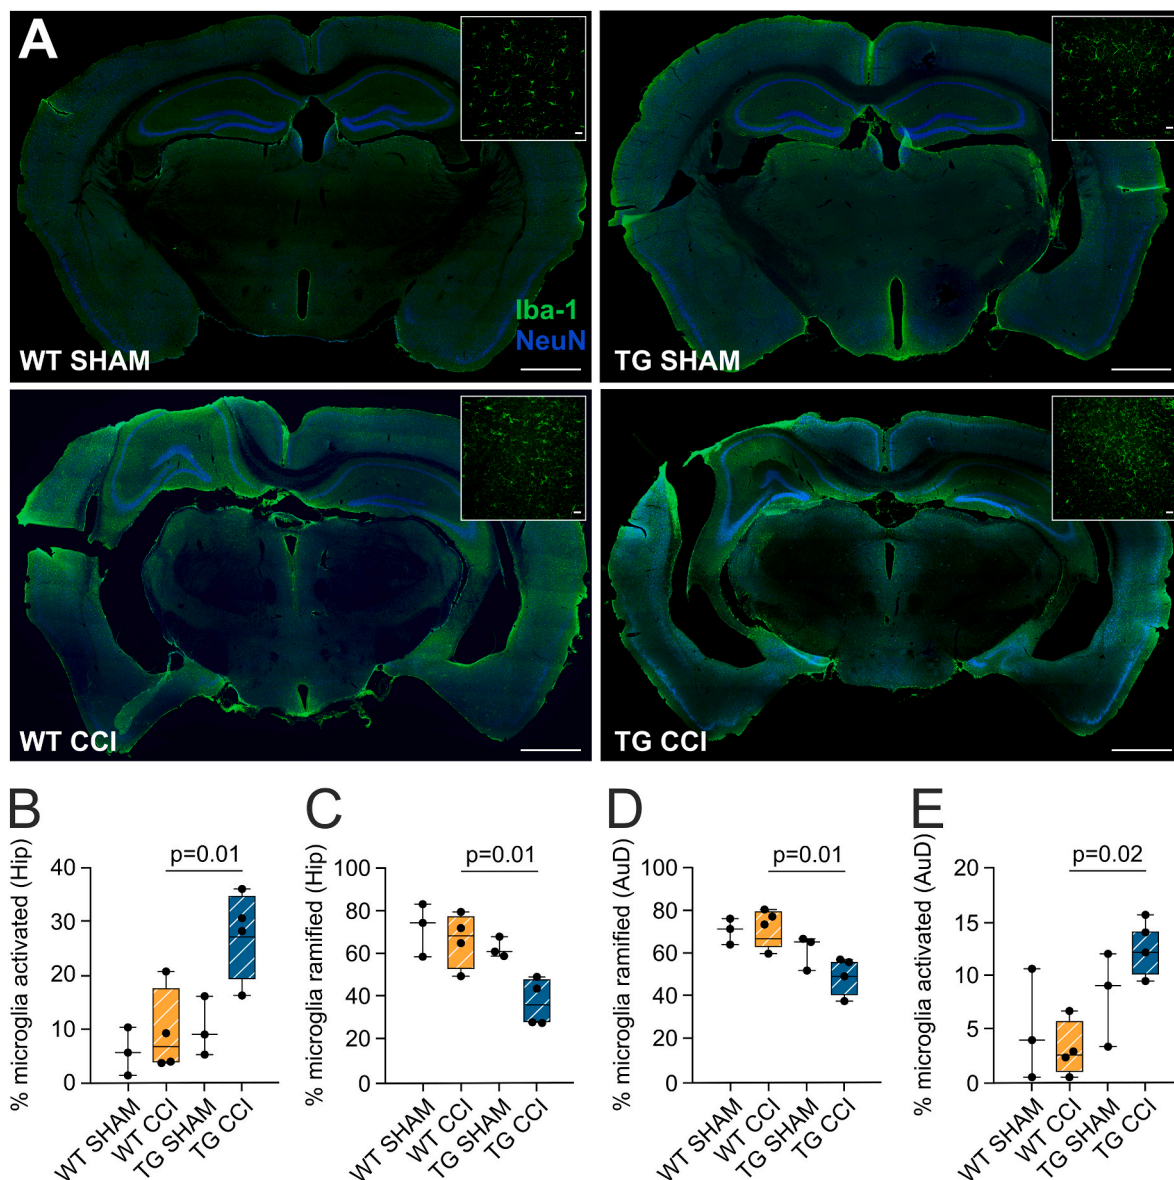 A
Iba-1
NeuN
WT SHAM
TG SHAM
WT CCI
TG CCI
B
% microglia activated (Hip)
p=0.01
40
30
20
10
0
WT SHAM
WT CCI
TG SHAM
TG CCI
C
% microglia ramified (Hip)
p=0.01
100
80
60
40
20
0
WT SHAM
WT CCI
TG SHAM
TG CCI
D
% microglia ramified (AuD)
p=0.01
100
80
60
40
20
0
WT SHAM
WT CCI
TG SHAM
TG CCI
E
% microglia activated (AuD)
p=0.02
20
15
10
5
0
WT SHAM
WT CCI
TG SHAM
TG CCI